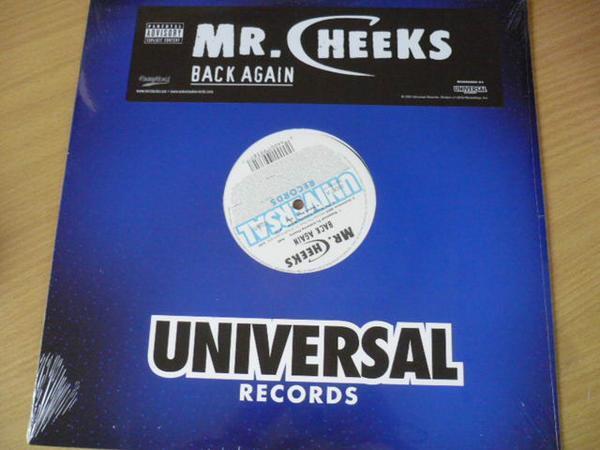 PARENTAL
ADVISORY
EXPLICIT CONTENT
MR. CHEEKS
BACK AGAIN
UNIVERSAL
UNIVERSAL
RECORDS
BACK AGAIN
MR. CHEEKS
UNIVERSAL
RECORDS